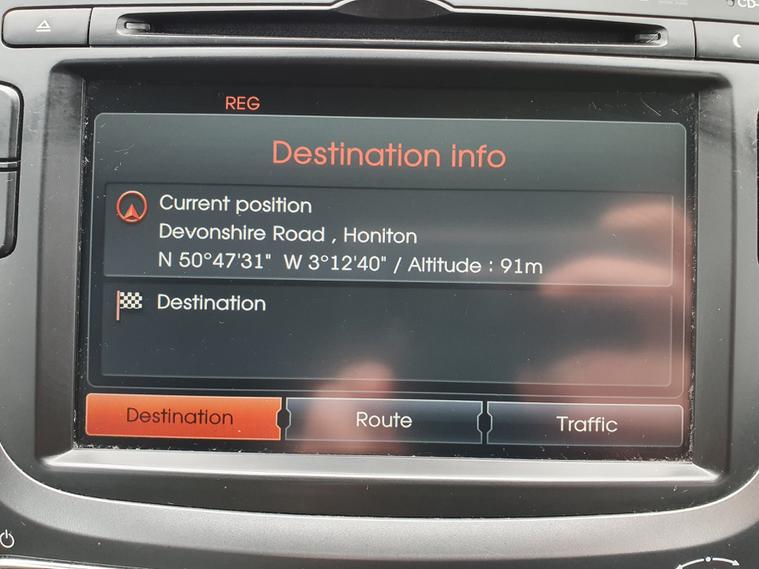 CD-
REG
Destination info
Current position
Devonshire Road , Honiton
N 50°47'31" W 3°12'40" / Altitude : 91m
Destination
Destination
Route
Traffic